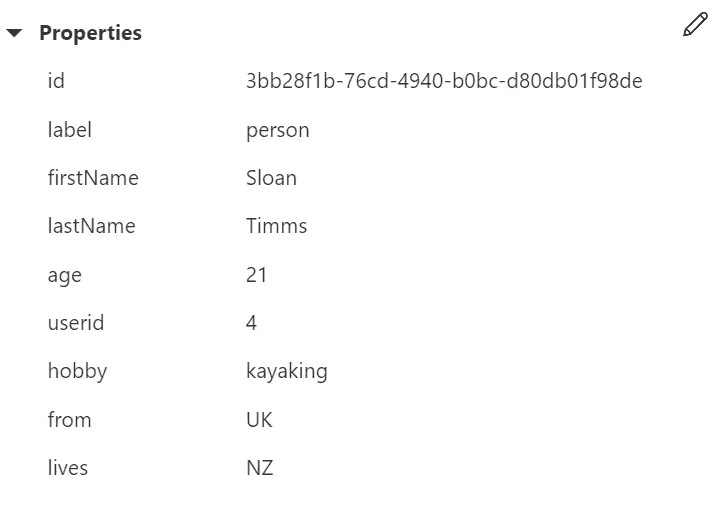 Properties
id 3bb28f1b-76cd-4940-b0bc-d80db01f98de
label person
firstName Sloan
lastName Timms
age 21
userid 4
hobby kayaking
from UK
lives NZ